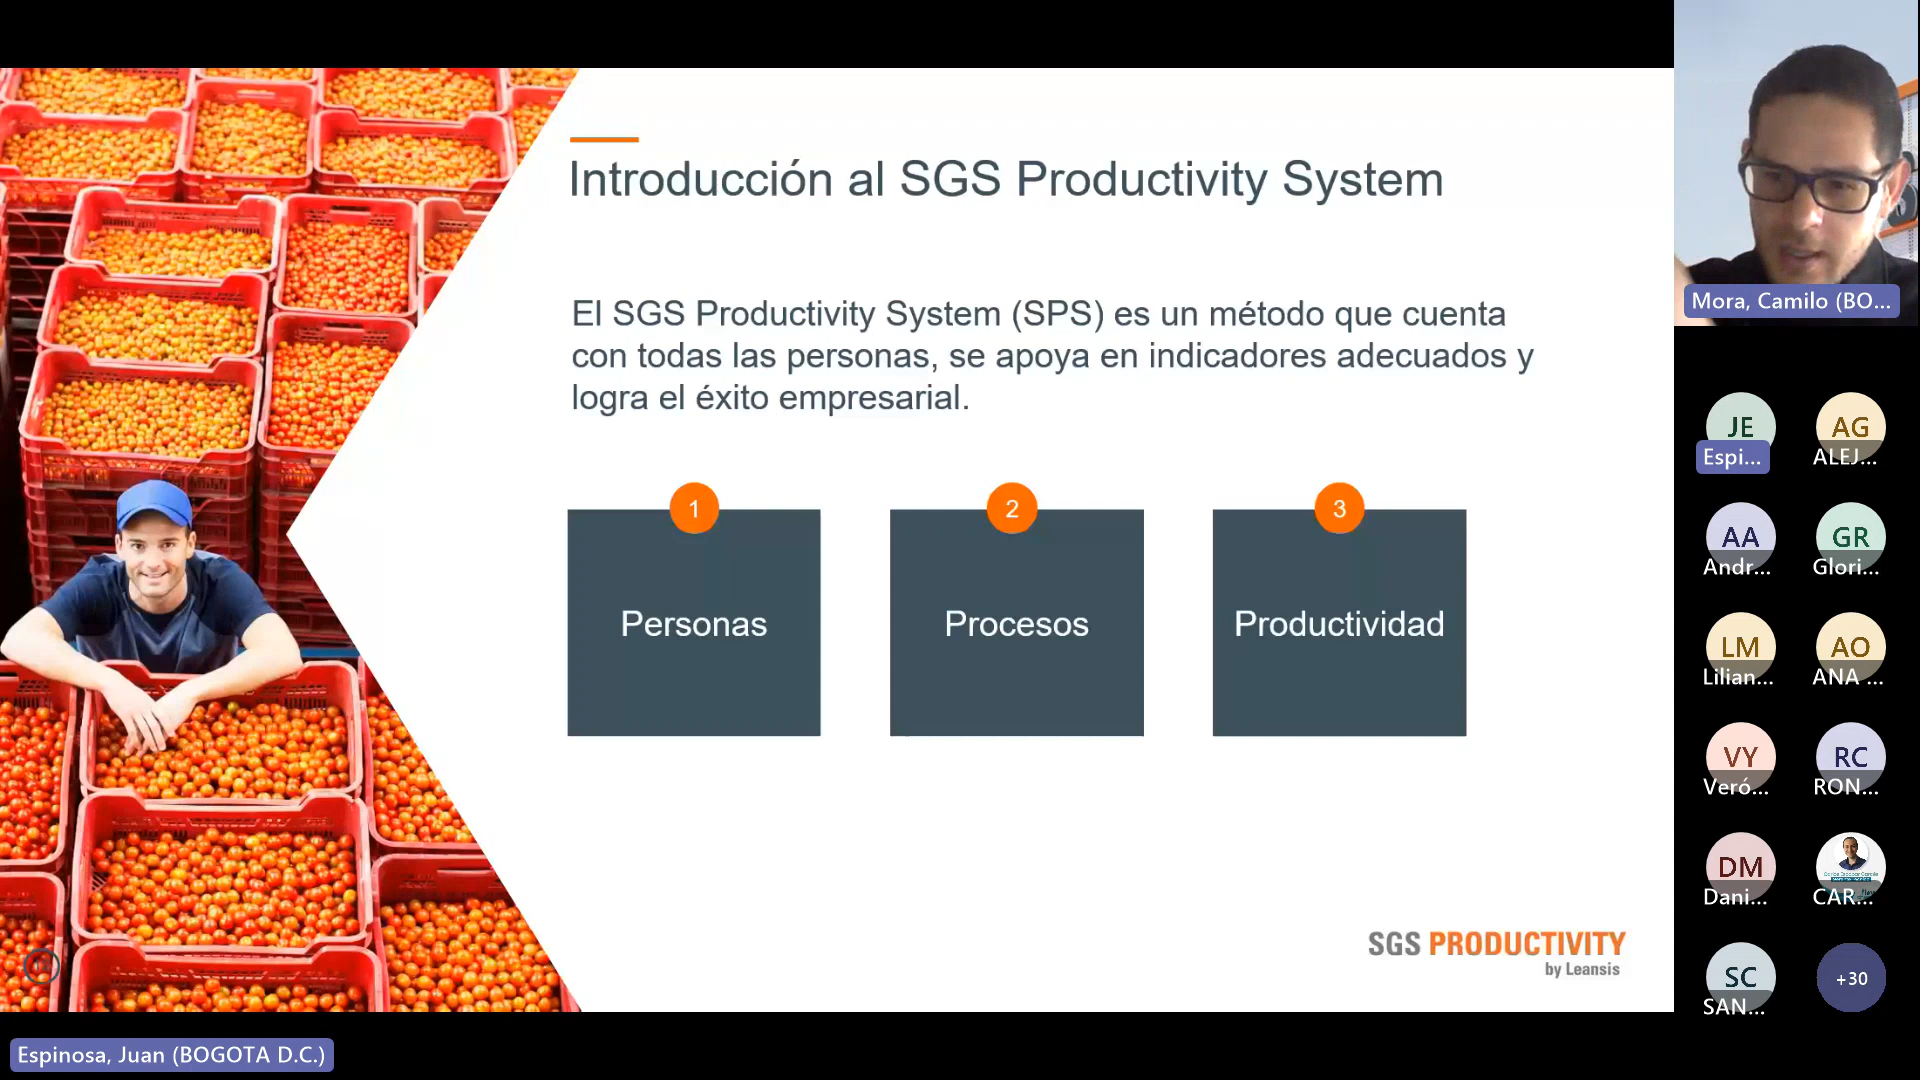 Introducción al SGS Productivity System
El SGS Productivity System (SPS) es un método que cuenta
con todas las personas, se apoya en indicadores adecuados y
logra el éxito empresarial.
1
Personas
2
Procesos
3
Productividad
SGS PRODUCTIVITY
by Leansis
Espinosa, Juan (BOGOTA D.C.)
Mora, Camilo (BO...
JE
Espi...
AG
ALEJ...
AA
Andr...
GR
Glori...
LM
Lilian...
AO
ANA ...
VY
Veró...
RC
RON...
DM
Dani...
CAR...
SC
SAN...
+30